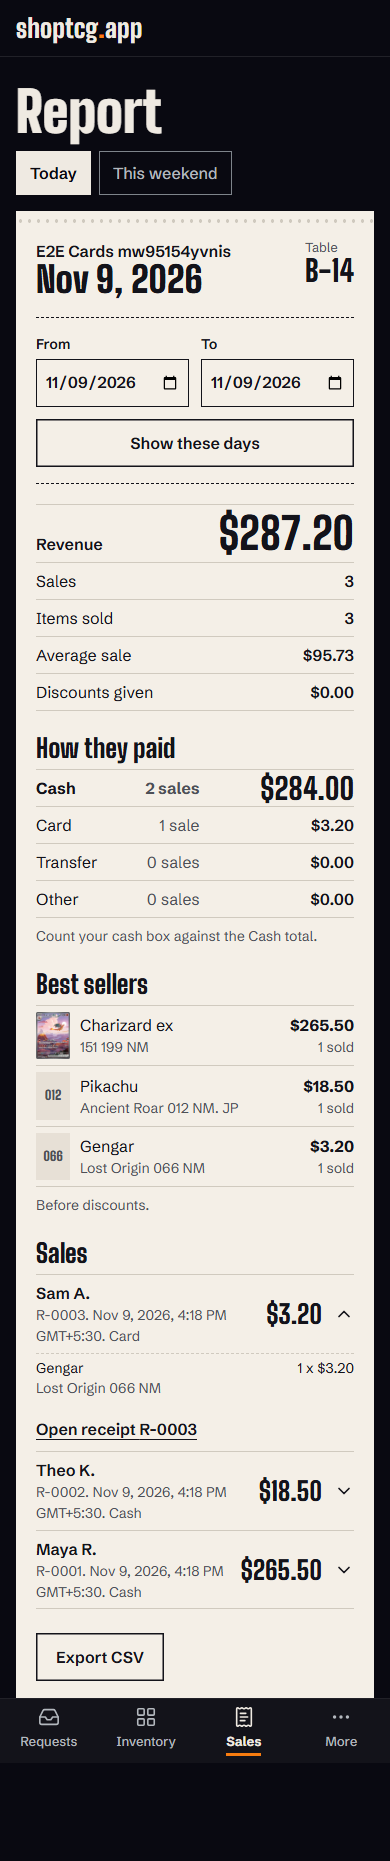 shoptcg.app
Report
Today
This weekend
E2E Cards mw95154yvnis
Table
Nov 9, 2026
B-14
From
To
11/09/2026
11/09/2026
Show these days
Revenue
$287.20
Sales
3
Items sold
3
Average sale
$95.73
Discounts given
$0.00
How they paid
Cash
2 sales
$284.00
Card
1 sale
$3.20
Transfer
0 sales
$0.00
Other
0 sales
$0.00
Count your cash box against the Cash total.
Best sellers
Charizard ex
$265.50
151 199 NM
1 sold
012
Pikachu
$18.50
Ancient Roar 012 NM. JP
1 sold
066
Gengar
$3.20
Lost Origin 066 NM
1 sold
Before discounts.
Sales
Sam A.
R-0003. Nov 9, 2026, 4:18 PM
GMT+5:30. Card
$3.20
Gengar
1 x $3.20
Lost Origin 066 NM
Open receipt R-0003
Theo K.
R-0002. Nov 9, 2026, 4:18 PM
GMT+5:30. Cash
$18.50
Maya R.
R-0001. Nov 9, 2026, 4:18 PM
GMT+5:30. Cash
$265.50
Export CSV
Requests
Inventory
Sales
More